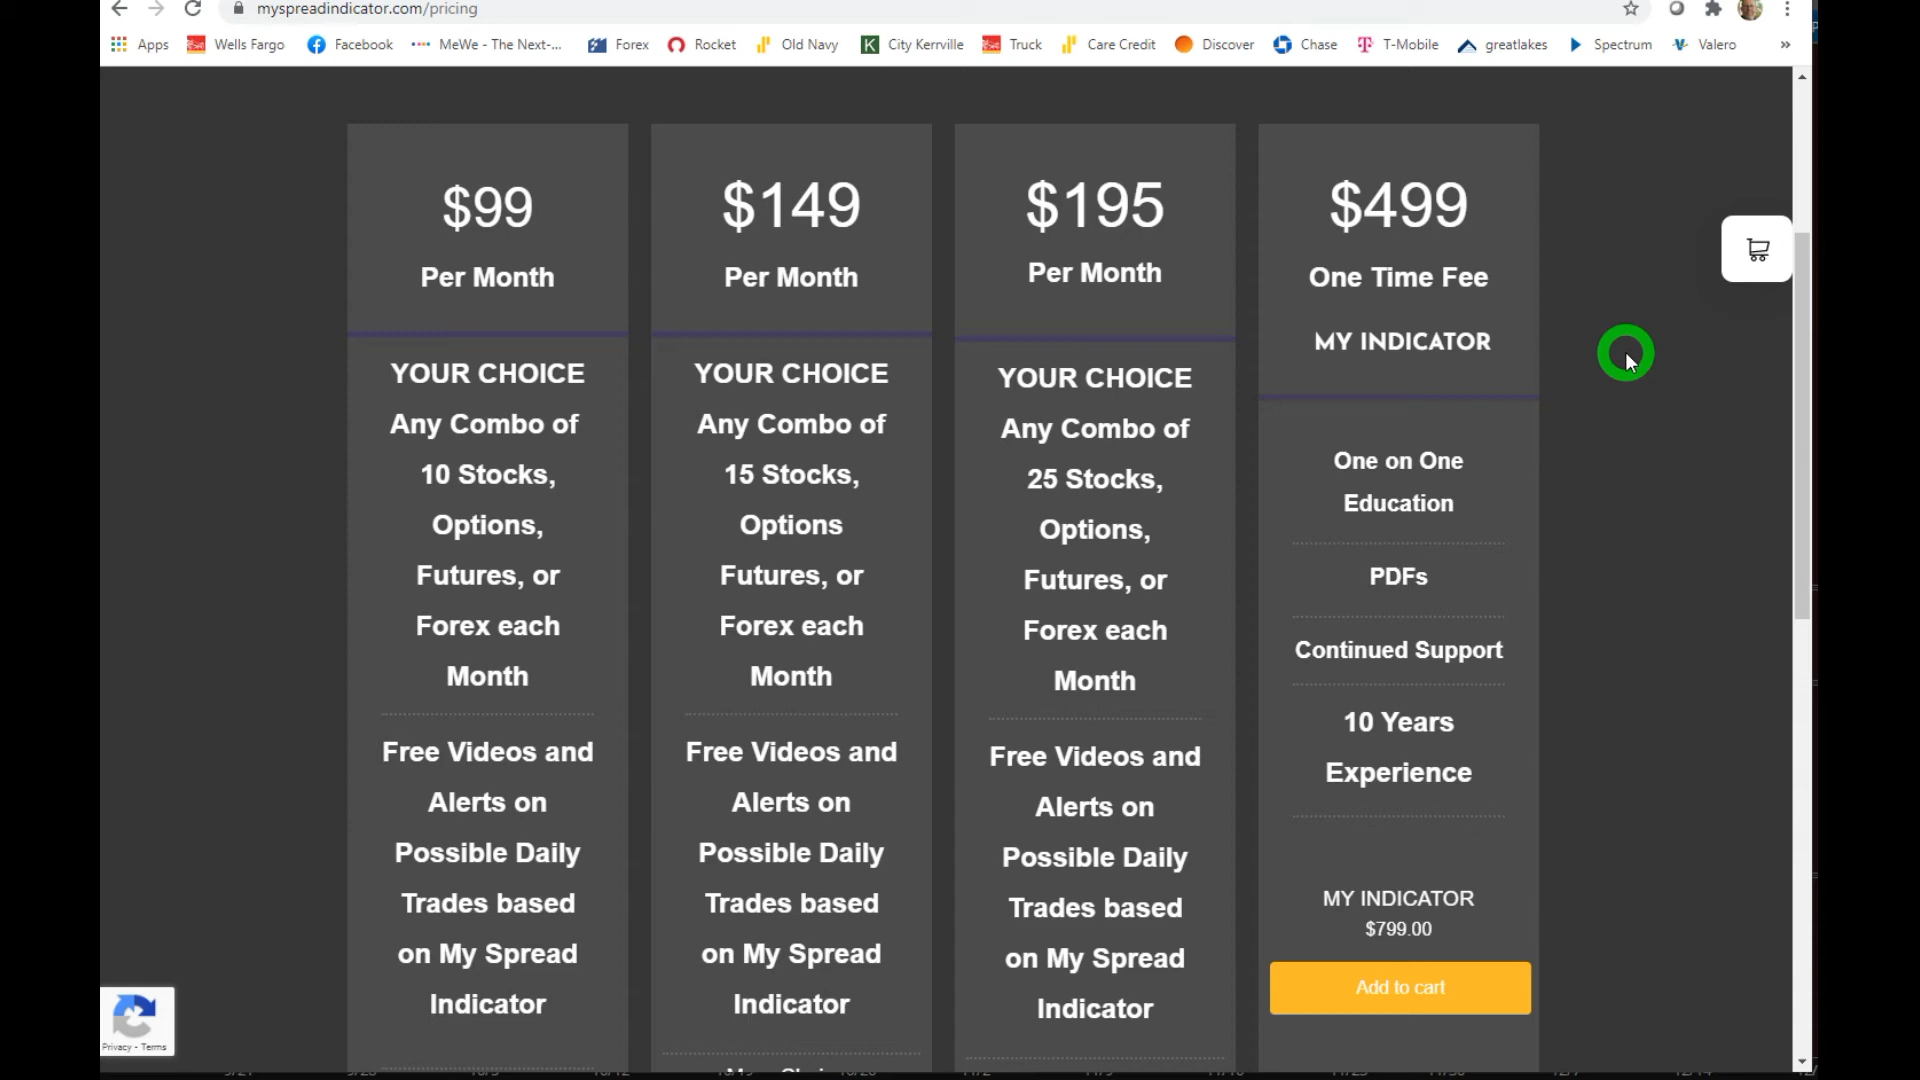 myspreadindicator.com/pricing
Apps Wells Fargo Facebook MeWe - The Next-... Forex Rocket Old Navy City Kerrville Truck Care Credit Discover Chase T-Mobile greatlakes Spectrum Valero »
$99
Per Month
YOUR CHOICE
Any Combo of
10 Stocks,
Options,
Futures, or
Forex each
Month
Free Videos and
Alerts on
Possible Daily
Trades based
on My Spread
Indicator
$149
Per Month
YOUR CHOICE
Any Combo of
15 Stocks,
Options
Futures, or
Forex each
Month
Free Videos and
Alerts on
Possible Daily
Trades based
on My Spread
Indicator
$195
Per Month
YOUR CHOICE
Any Combo of
25 Stocks,
Options,
Futures, or
Forex each
Month
Free Videos and
Alerts on
Possible Daily
Trades based
on My Spread
Indicator
$499
One Time Fee
MY INDICATOR
One on One
Education
PDFs
Continued Support
10 Years
Experience
MY INDICATOR
$799.00
Add to cart
Privacy - Terms